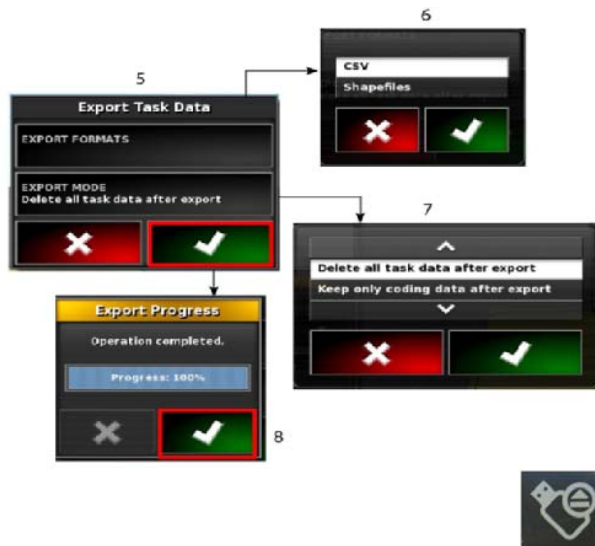 6
CSV
Shapefiles
5
Export Task Data
EXPORT FORMATS
EXPORT MODE
Delete all task data after export
7
Delete all task data after export
Keep only coding data after export
Export Progress
Operation completed.
Progress: 100%
8